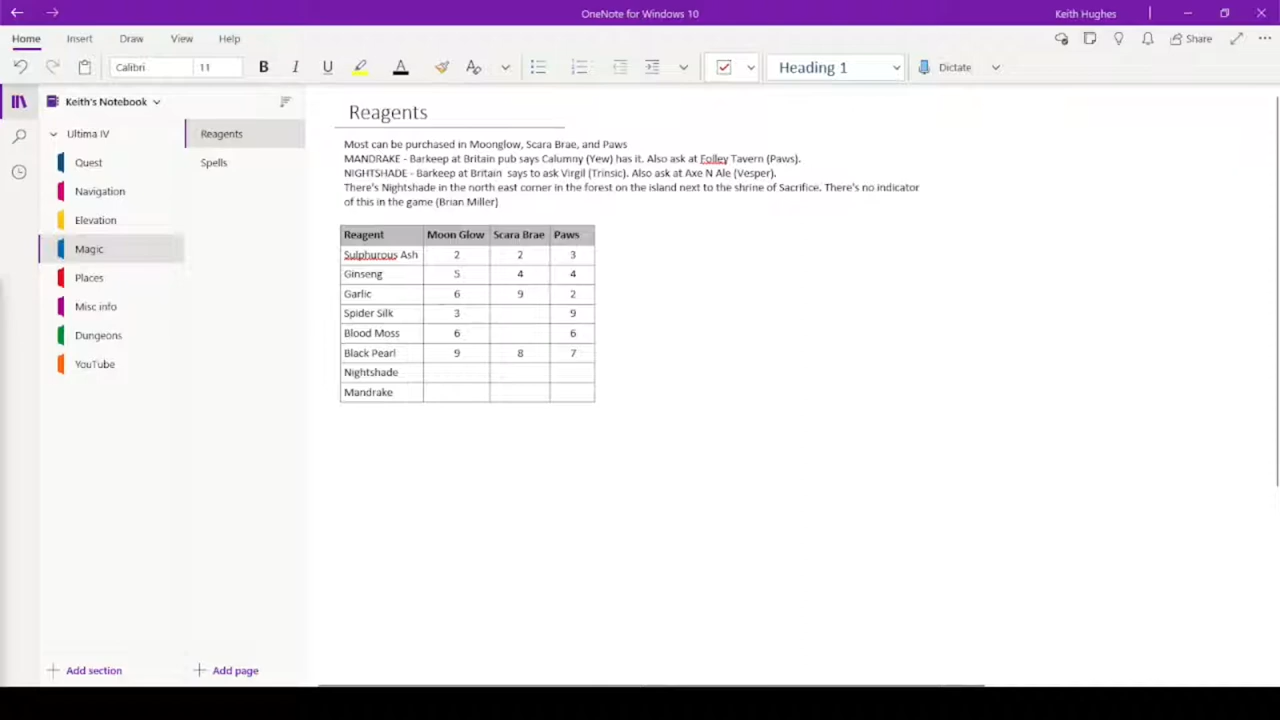 OneNote for Windows 10
Keith Hughes
Home Insert Draw View Help
Share
Calibri 11 B I U A Heading 1 Dictate
Keith's Notebook
Ultima IV
Quest
Navigation
Elevation
Magic
Places
Misc info
Dungeons
YouTube
Add section
Reagents
Spells
Add page
Reagents
Most can be purchased in Moonglow, Scara Brae, and Paws
MANDRAKE - Barkeep at Britain pub says Calumny (Yew) has it. Also ask at Folley Tavern (Paws).
NIGHTSHADE - Barkeep at Britain says to ask Virgil (Trinsic). Also ask at Axe N Ale (Vesper).
There's Nightshade in the north east corner in the forest on the island next to the shrine of Sacrifice. There's no indicator
of this in the game (Brian Miller)
Reagent Moon Glow Scara Brae Paws
Sulphurous Ash 2 2 3
Ginseng 5 4 4
Garlic 6 9 2
Spider Silk 3 9
Blood Moss 6 6
Black Pearl 9 8 7
Nightshade
Mandrake